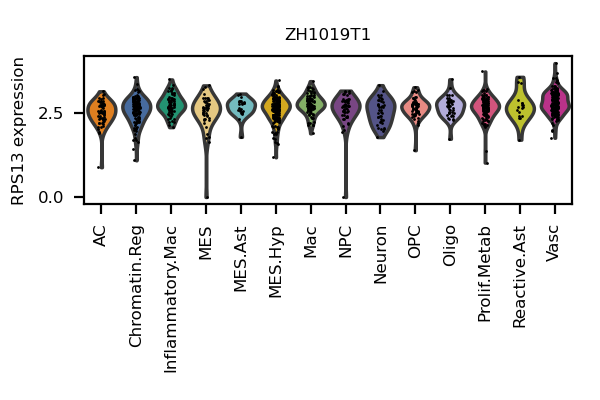 ZH1019T1
RPS13 expression
2.5
0.0
AC
Chromatin.Reg
Inflammatory.Mac
MES
MES.Ast
MES.Hyp
Mac
NPC
Neuron
OPC
Oligo
Prolif.Metab
Reactive.Ast
Vasc